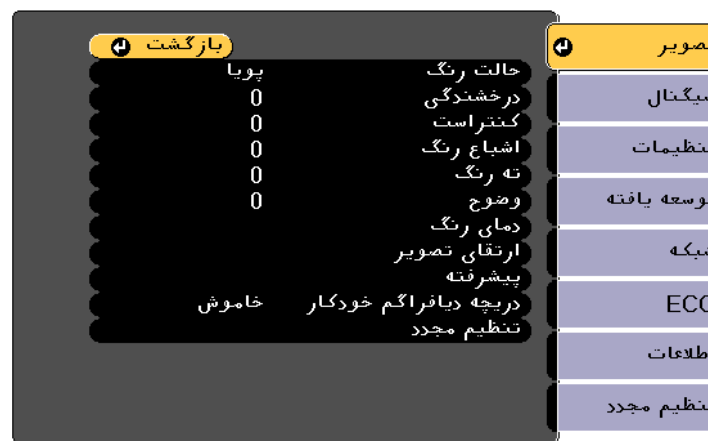 بازگشت
حالت رنگ پویا
درخشندگی 0
کنتراست 0
اشباع رنگ 0
ته رنگ 0
وضوح 0
دمای رنگ
ارتقای تصویر
پیشرفته
دریچه دیافراگم خودکار خاموش
تنظیم مجدد
تصویر
سیگنال
تنظیمات
توسعه یافته
شبکه
ECO
اطلاعات
تنظیم مجدد